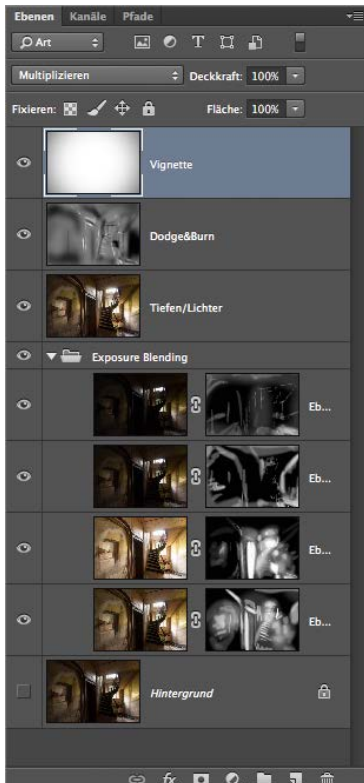 Ebenen Kanäle Pfade
Art
Multiplizieren Deckkraft: 100%
Fixieren: Fläche: 100%
Vignette
Dodge&Burn
Tiefen/Lichter
Exposure Blending
Eb...
Eb...
Eb...
Eb...
Hintergrund
fx